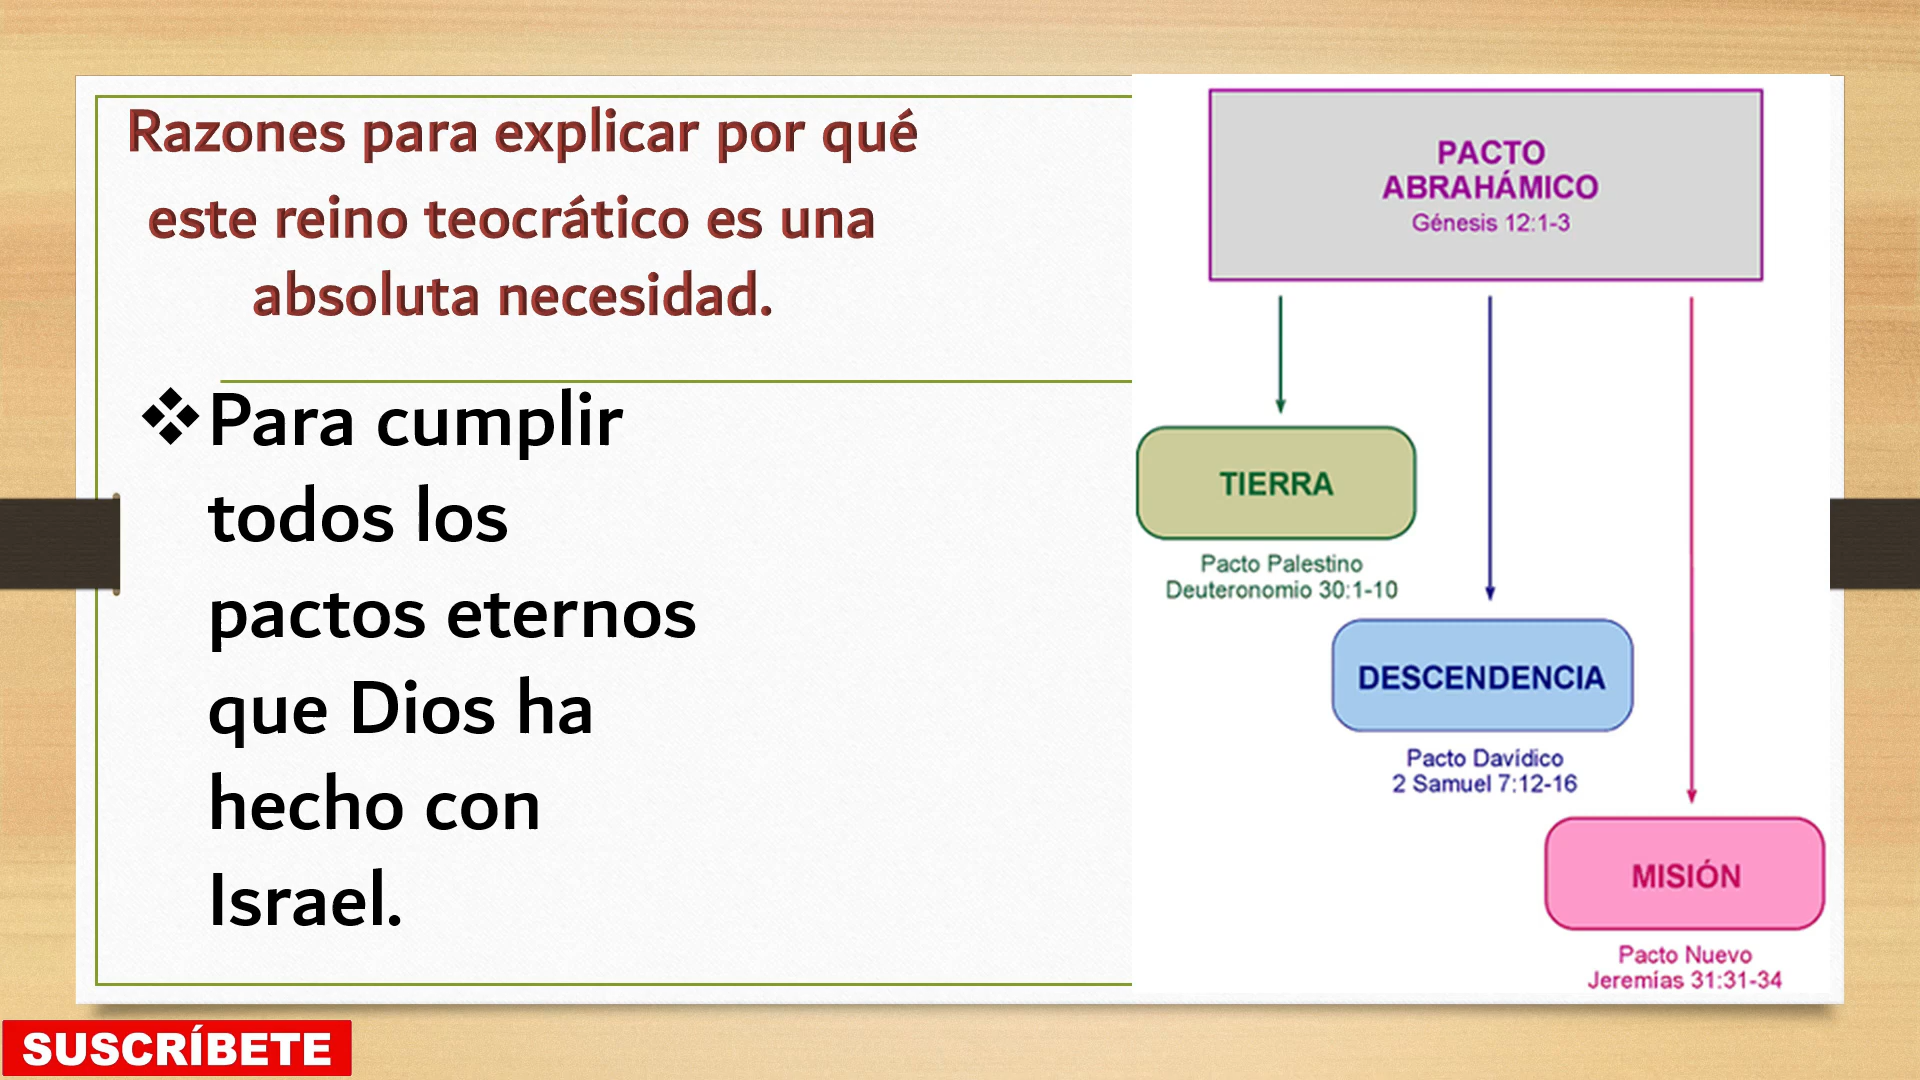 Razones para explicar por qué
este reino teocrático es una
absoluta necesidad.
❖Para cumplir
todos los
pactos eternos
que Dios ha
hecho con
Israel.
PACTO
ABRAHÁMICO
Génesis 12:1-3
TIERRA
Pacto Palestino
Deuteronomio 30:1-10
DESCENDENCIA
Pacto Davídico
2 Samuel 7:12-16
MISIÓN
Pacto Nuevo
Jeremías 31:31-34
SUSCRÍBETE